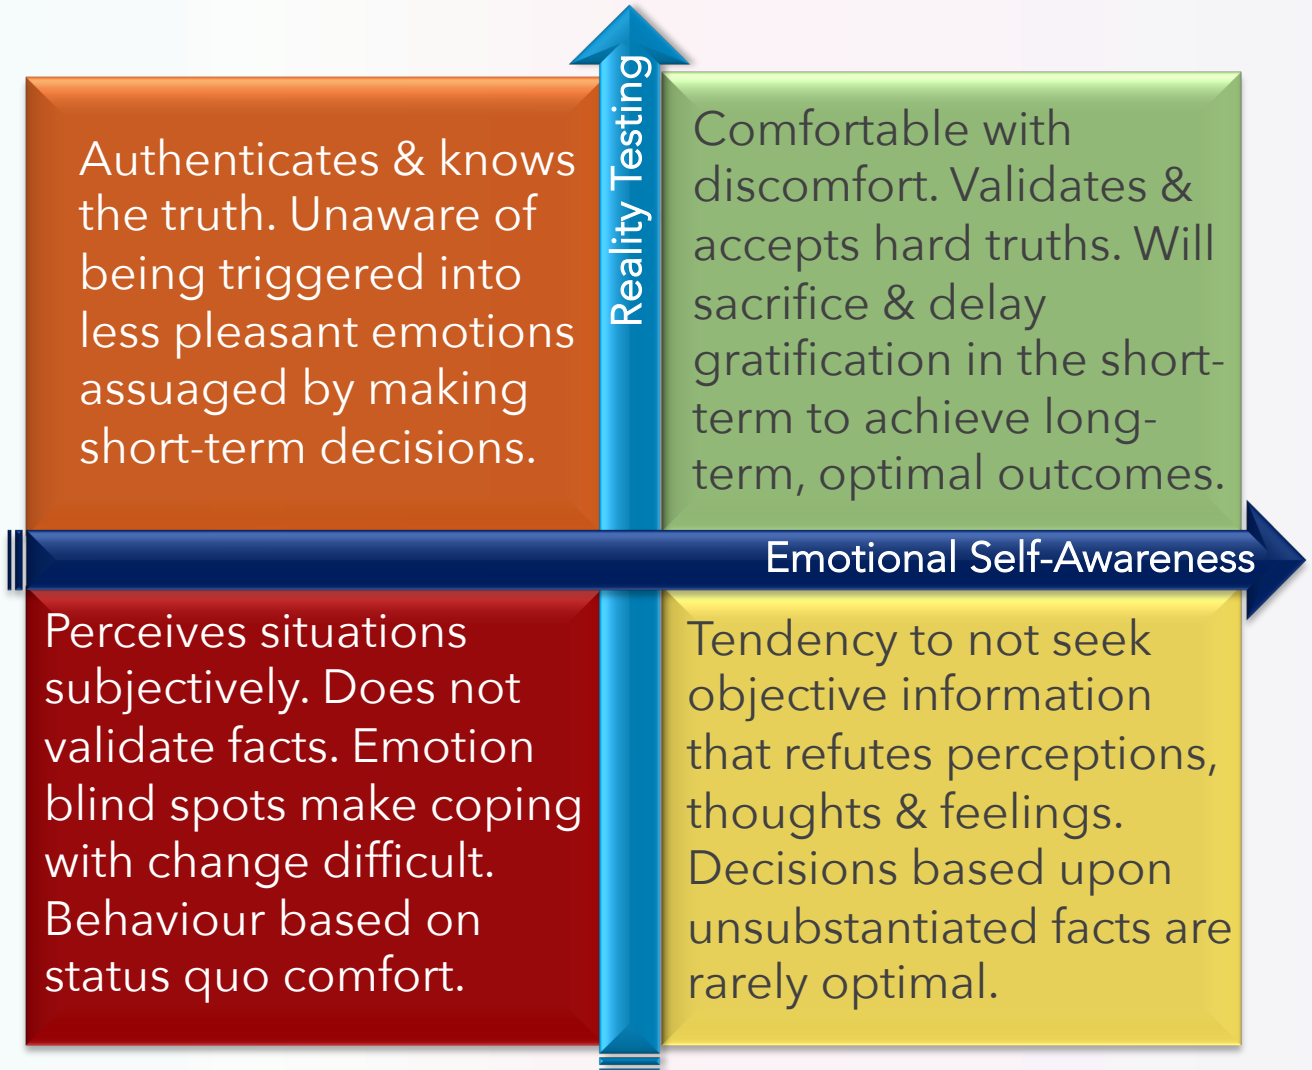 Reality Testing
Authenticates & knows
the truth. Unaware of
being triggered into
less pleasant emotions
assuaged by making
short-term decisions.
Comfortable with
discomfort. Validates &
accepts hard truths. Will
sacrifice & delay
gratification in the short-
term to achieve long-
term, optimal outcomes.
Emotional Self-Awareness
Perceives situations
subjectively. Does not
validate facts. Emotion
blind spots make coping
with change difficult.
Behaviour based on
status quo comfort.
Tendency to not seek
objective information
that refutes perceptions,
thoughts & feelings.
Decisions based upon
unsubstantiated facts are
rarely optimal.